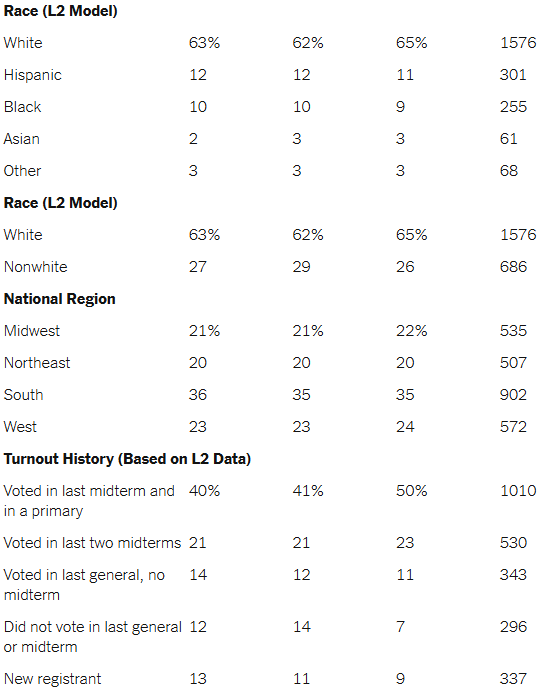 Race (L2 Model)
White 63% 62% 65% 1576
Hispanic 12 12 11 301
Black 10 10 9 255
Asian 2 3 3 61
Other 3 3 3 68
Race (L2 Model)
White 63% 62% 65% 1576
Nonwhite 27 29 26 686
National Region
Midwest 21% 21% 22% 535
Northeast 20 20 20 507
South 36 35 35 902
West 23 23 24 572
Turnout History (Based on L2 Data)
Voted in last midterm and 40% 41% 50% 1010
in a primary
Voted in last two midterms 21 21 23 530
Voted in last general, no 14 12 11 343
midterm
Did not vote in last general 12 14 7 296
or midterm
New registrant 13 11 9 337